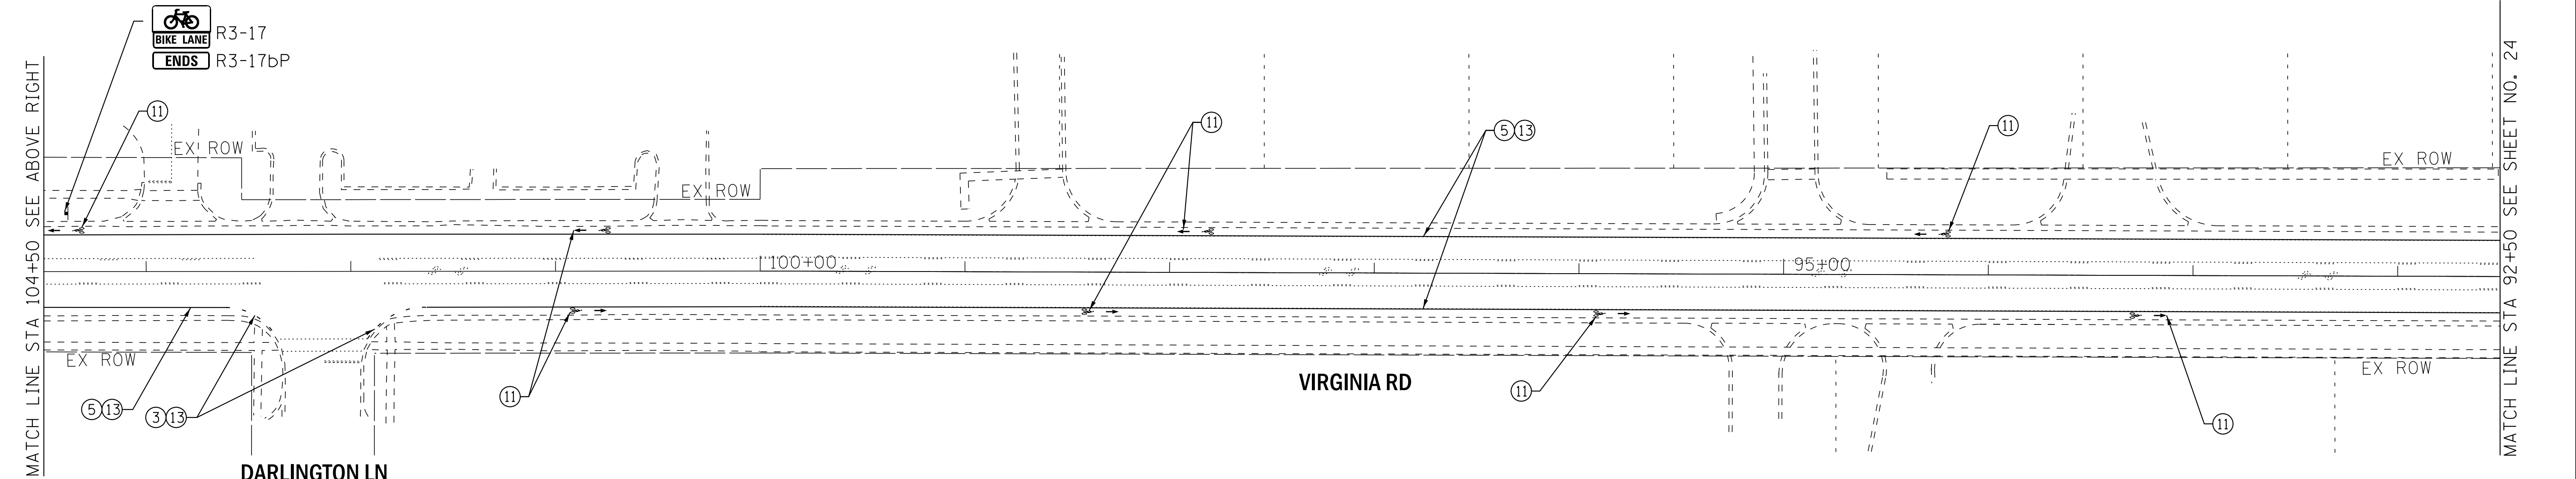 BIKE LANE
R3-17
ENDS
R3-17bP
MATCH LINE STA 104+50 SEE ABOVE RIGHT
MATCH LINE STA 92+50 SEE SHEET NO. 24
11
11
5 13
11
EX ROW
EX ROW
EX ROW
100+00
95+00
EX ROW
EX ROW
5 13
3 13
11
VIRGINIA RD
11
11
DARLINGTON LN